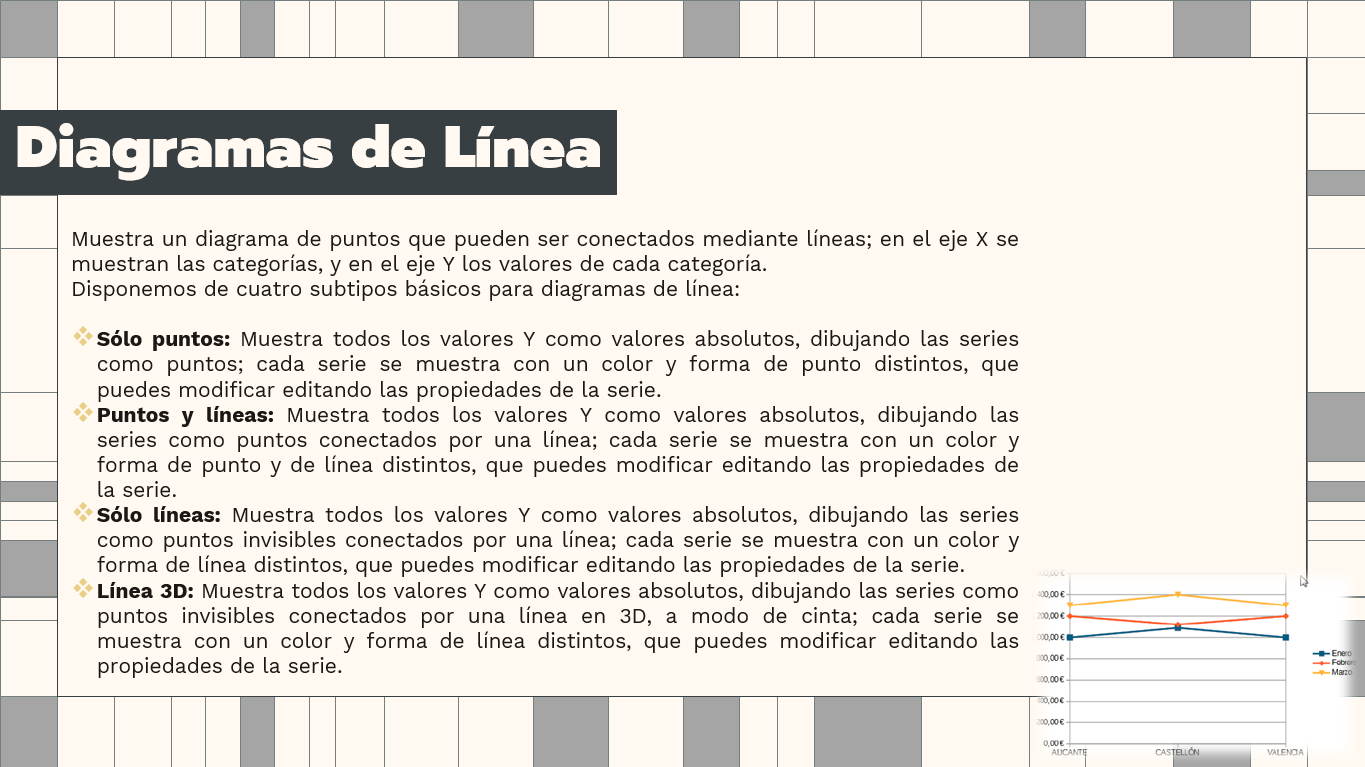 Diagramas de Línea
Muestra un diagrama de puntos que pueden ser conectados mediante líneas; en el eje X se
muestran las categorías, y en el eje Y los valores de cada categoría.
Disponemos de cuatro subtipos básicos para diagramas de línea:
Sólo puntos: Muestra todos los valores Y como valores absolutos, dibujando las series
como puntos; cada serie se muestra con un color y forma de punto distintos, que
puedes modificar editando las propiedades de la serie.
Puntos y líneas: Muestra todos los valores Y como valores absolutos, dibujando las
series como puntos conectados por una línea; cada serie se muestra con un color y
forma de punto y de línea distintos, que puedes modificar editando las propiedades de
la serie.
Sólo líneas: Muestra todos los valores Y como valores absolutos, dibujando las series
como puntos invisibles conectados por una línea; cada serie se muestra con un color y
forma de línea distintos, que puedes modificar editando las propiedades de la serie.
Línea 3D: Muestra todos los valores Y como valores absolutos, dibujando las series como
puntos invisibles conectados por una línea en 3D, a modo de cinta; cada serie se
muestra con un color y forma de línea distintos, que puedes modificar editando las
propiedades de la serie.
200,00 €
0,00 €
ALICANTE CASTELLÓN VALENCIA
Enero
Febrero
Marzo